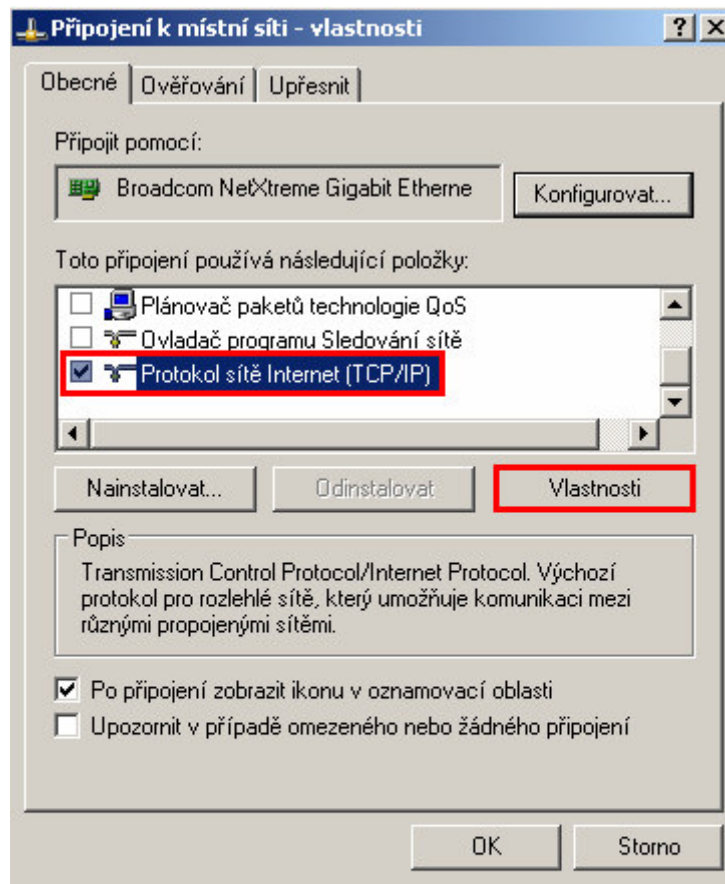 Připojení k místní síti - vlastnosti
Obecné Ověřování Upřesnit
Připojit pomocí:
Broadcom NetXtreme Gigabit Etherne Konfigurovat...
Toto připojení používá následující položky:
Plánovač paketů technologie QoS
Ovladač programu Sledování sítě
Protokol sítě Internet (TCP/IP)
Nainstalovat... Odinstalovat Vlastnosti
Popis
Transmission Control Protocol/Internet Protocol. Výchozí
protokol pro rozlehlé sítě, který umožňuje komunikaci mezi
různými propojenými sítěmi.
Po připojení zobrazit ikonu v oznamovací oblasti
Upozornit v případě omezeného nebo žádného připojení
OK Storno